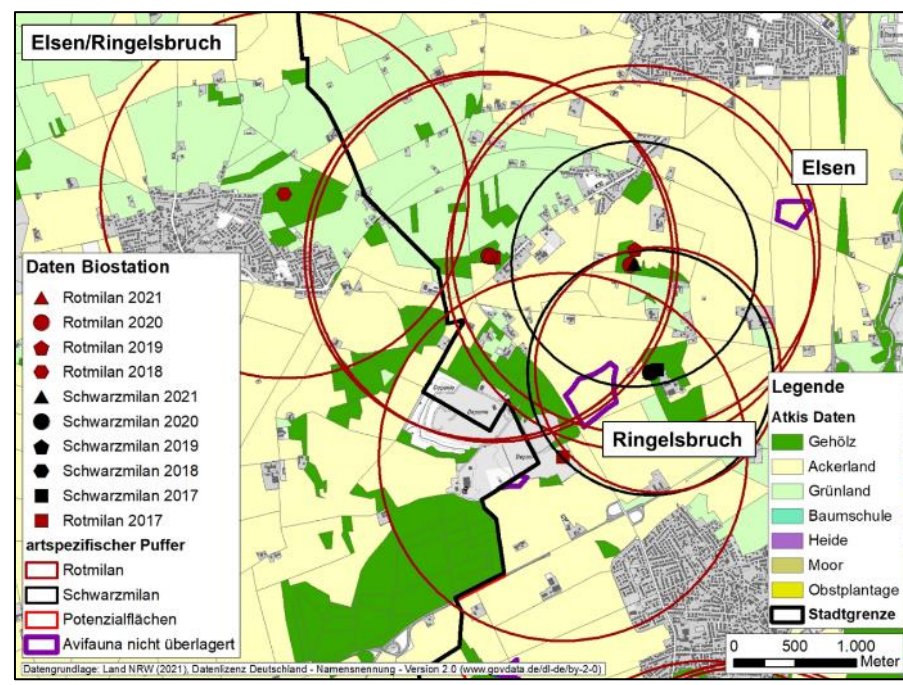 Elsen/Ringelsbruch
Elsen
Ringelsbruch
Deponie
Deponie
Deponie
Daten Biostation
Rotmilan 2021
Rotmilan 2020
Rotmilan 2019
Rotmilan 2018
Schwarzmilan 2021
Schwarzmilan 2020
Schwarzmilan 2019
Schwarzmilan 2018
Schwarzmilan 2017
Rotmilan 2017
artspezifischer Puffer
Rotmilan
Schwarzmilan
Potenzialflächen
Avifauna nicht überlagert
Legende
Atkis Daten
Gehölz
Ackerland
Grünland
Baumschule
Heide
Moor
Obstplantage
Stadtgrenze
0 500 1.000
Meter
Datengrundlage: Land NRW (2021), Datenlizenz Deutschland - Namensnennung - Version 2.0 (www.govdata.de/dl-de/by-2-0)